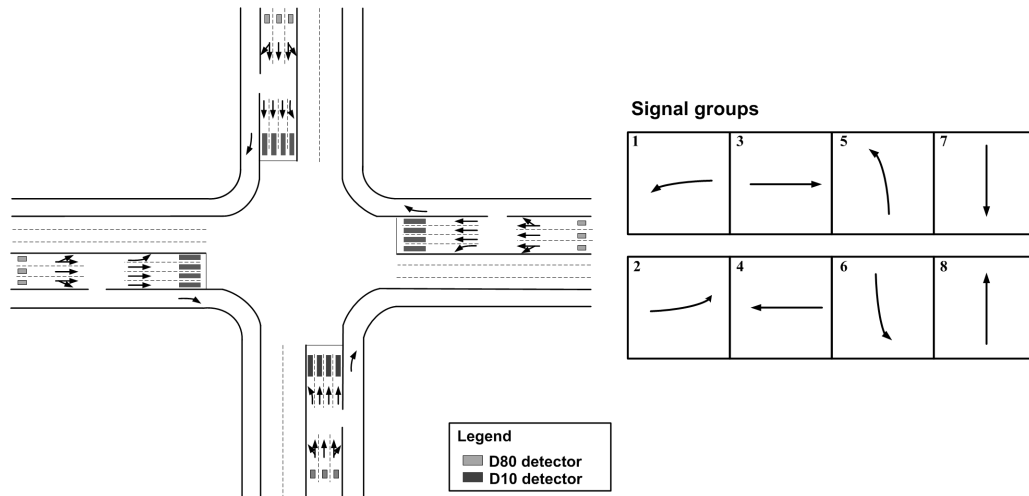 Signal groups
1 3 5 7
2 4 6 8
Legend
D80 detector
D10 detector